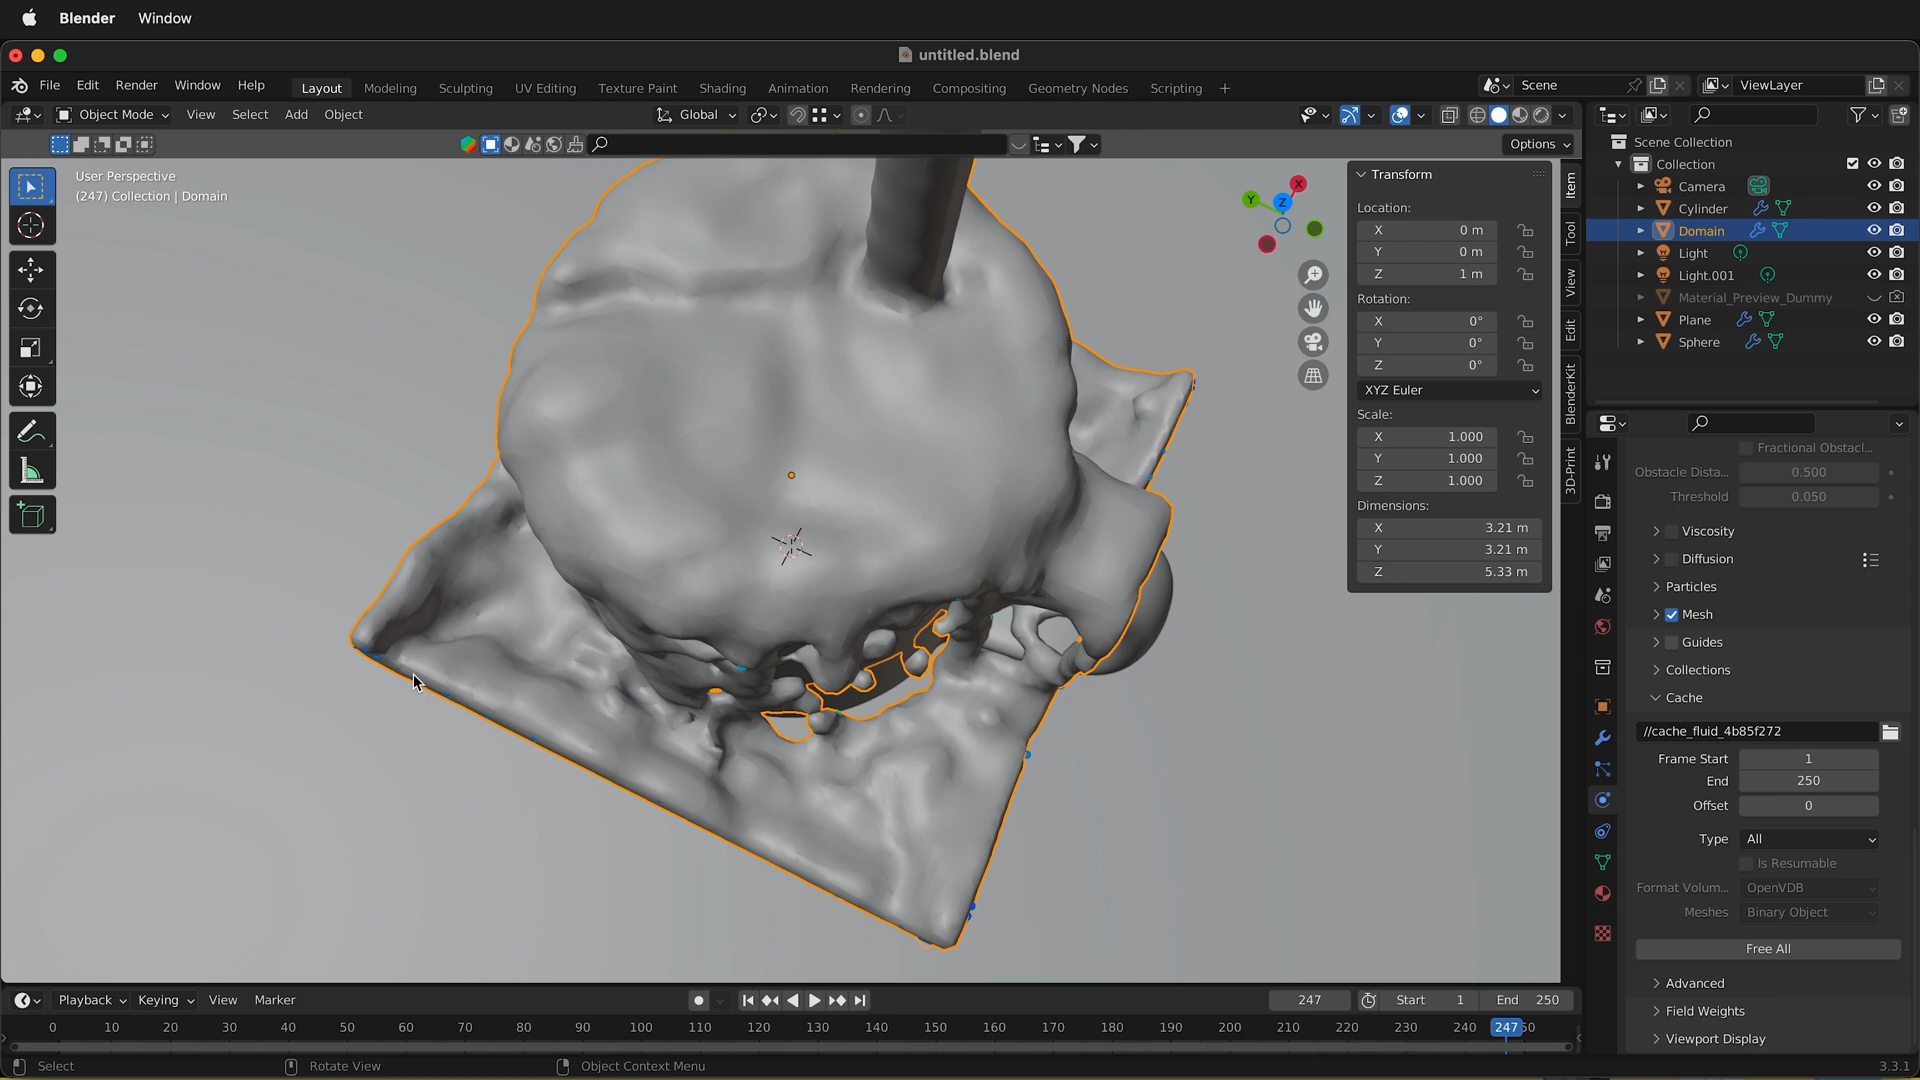 Blender Window
untitled.blend
File Edit Render Window Help Layout Modeling Sculpting UV Editing Texture Paint Shading Animation Rendering Compositing Geometry Nodes Scripting + Scene ViewLayer
Object Mode View Select Add Object Global
Options
User Perspective
(247) Collection | Domain
X
Y
Z
Transform
Location:
X 0 m
Y 0 m
Z 1 m
Rotation:
X 0°
Y 0°
Z 0°
XYZ Euler
Scale:
X 1.000
Y 1.000
Z 1.000
Dimensions:
X 3.21 m
Y 3.21 m
Z 5.33 m
Item
Tool
View
Edit
BlenderKit
3D-Print
Scene Collection
Collection
Camera
Cylinder
Domain
Light
Light.001
Material_Preview_Dummy
Plane
Sphere
Fractional Obstacl...
Obstacle Dista... 0.500
Threshold 0.050
Viscosity
Diffusion
Particles
Mesh
Guides
Collections
Cache
//cache_fluid_4b85f272
Frame Start 1
End 250
Offset 0
Type All
Is Resumable
Format Volum... OpenVDB
Meshes Binary Object
Free All
Advanced
Field Weights
Viewport Display
Playback Keying View Marker 247 Start 1 End 250
0 10 20 30 40 50 60 70 80 90 100 110 120 130 140 150 160 170 180 190 200 210 220 230 240 247 50
Select Rotate View Object Context Menu 3.3.1